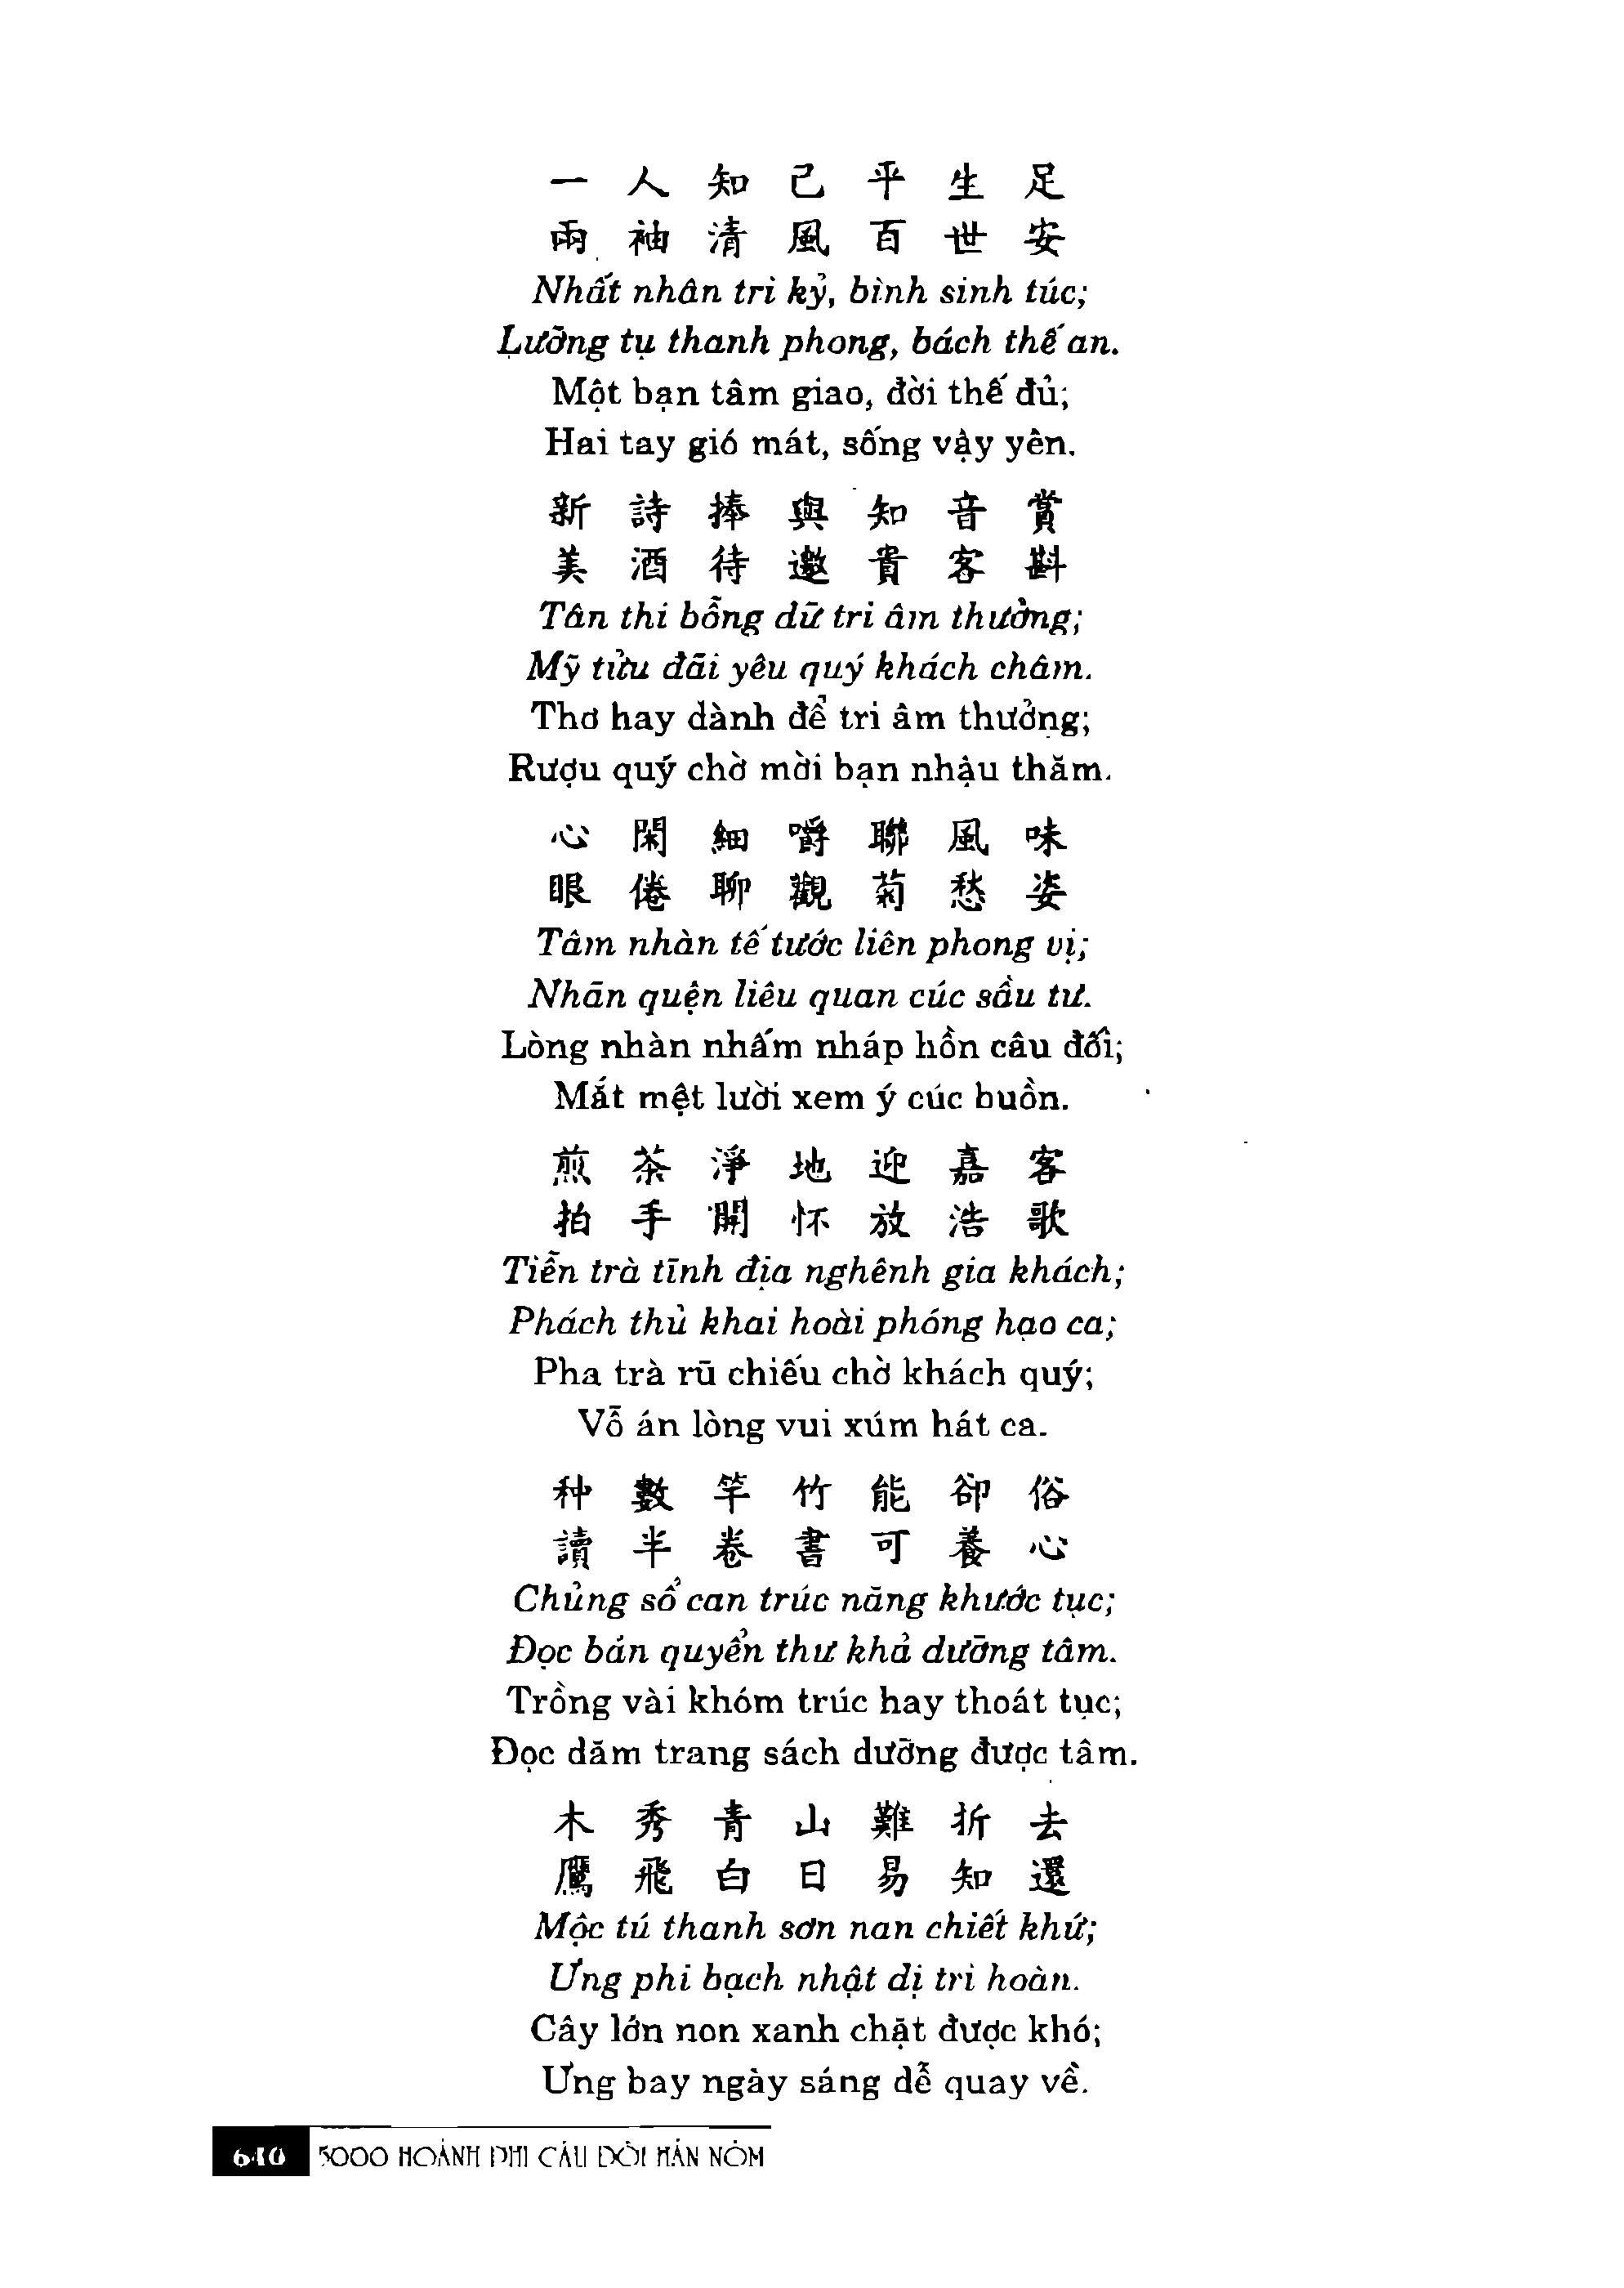 一人知己平生足
兩袖清風百世安
Nhất nhân tri kỷ, bình sinh túc;
Lưỡng tụ thanh phong, bách thế an.
Một bạn tâm giao, đời thế đủ;
Hai tay gió mát, sống vậy yên.
新詩捧與知音賞
美酒待邀貴客斟
Tân thi bỗng dữ tri âm thưởng;
Mỹ tửu đãi yêu quý khách châm.
Thơ hay dành để tri âm thưởng;
Rượu quý chờ mời bạn nhậu thăm.
心閑細嚼聯風味
眼倦聊觀菊愁姿
Tâm nhàn tế tước liên phong vị;
Nhãn quện liêu quan cúc sầu tư.
Lòng nhàn nhấm nháp hồn câu đối;
Mắt mệt lười xem ý cúc buồn.
煎茶淨地迎嘉客
拍手開怀放浩歌
Tiễn trà tĩnh địa nghênh gia khách;
Phách thủ khai hoài phóng hạo ca;
Pha trà rũ chiếu chờ khách quý;
Vỗ án lòng vui xúm hát ca.
种數竿竹能卻俗
讀半卷書可養心
Chủng sổ can trúc năng khước tục;
Đọc bán quyển thư khả dưỡng tâm.
Trồng vài khóm trúc hay thoát tục;
Đọc dăm trang sách dưỡng được tâm.
木秀青山難折去
鷹飛白日易知還
Mộc tú thanh sơn nan chiết khứ;
Ưng phi bạch nhật dị tri hoàn.
Cây lớn non xanh chặt được khó;
Ưng bay ngày sáng dễ quay về.
640 5000 HOÀNH PHI CÂU ĐỐI HÁN NÔM